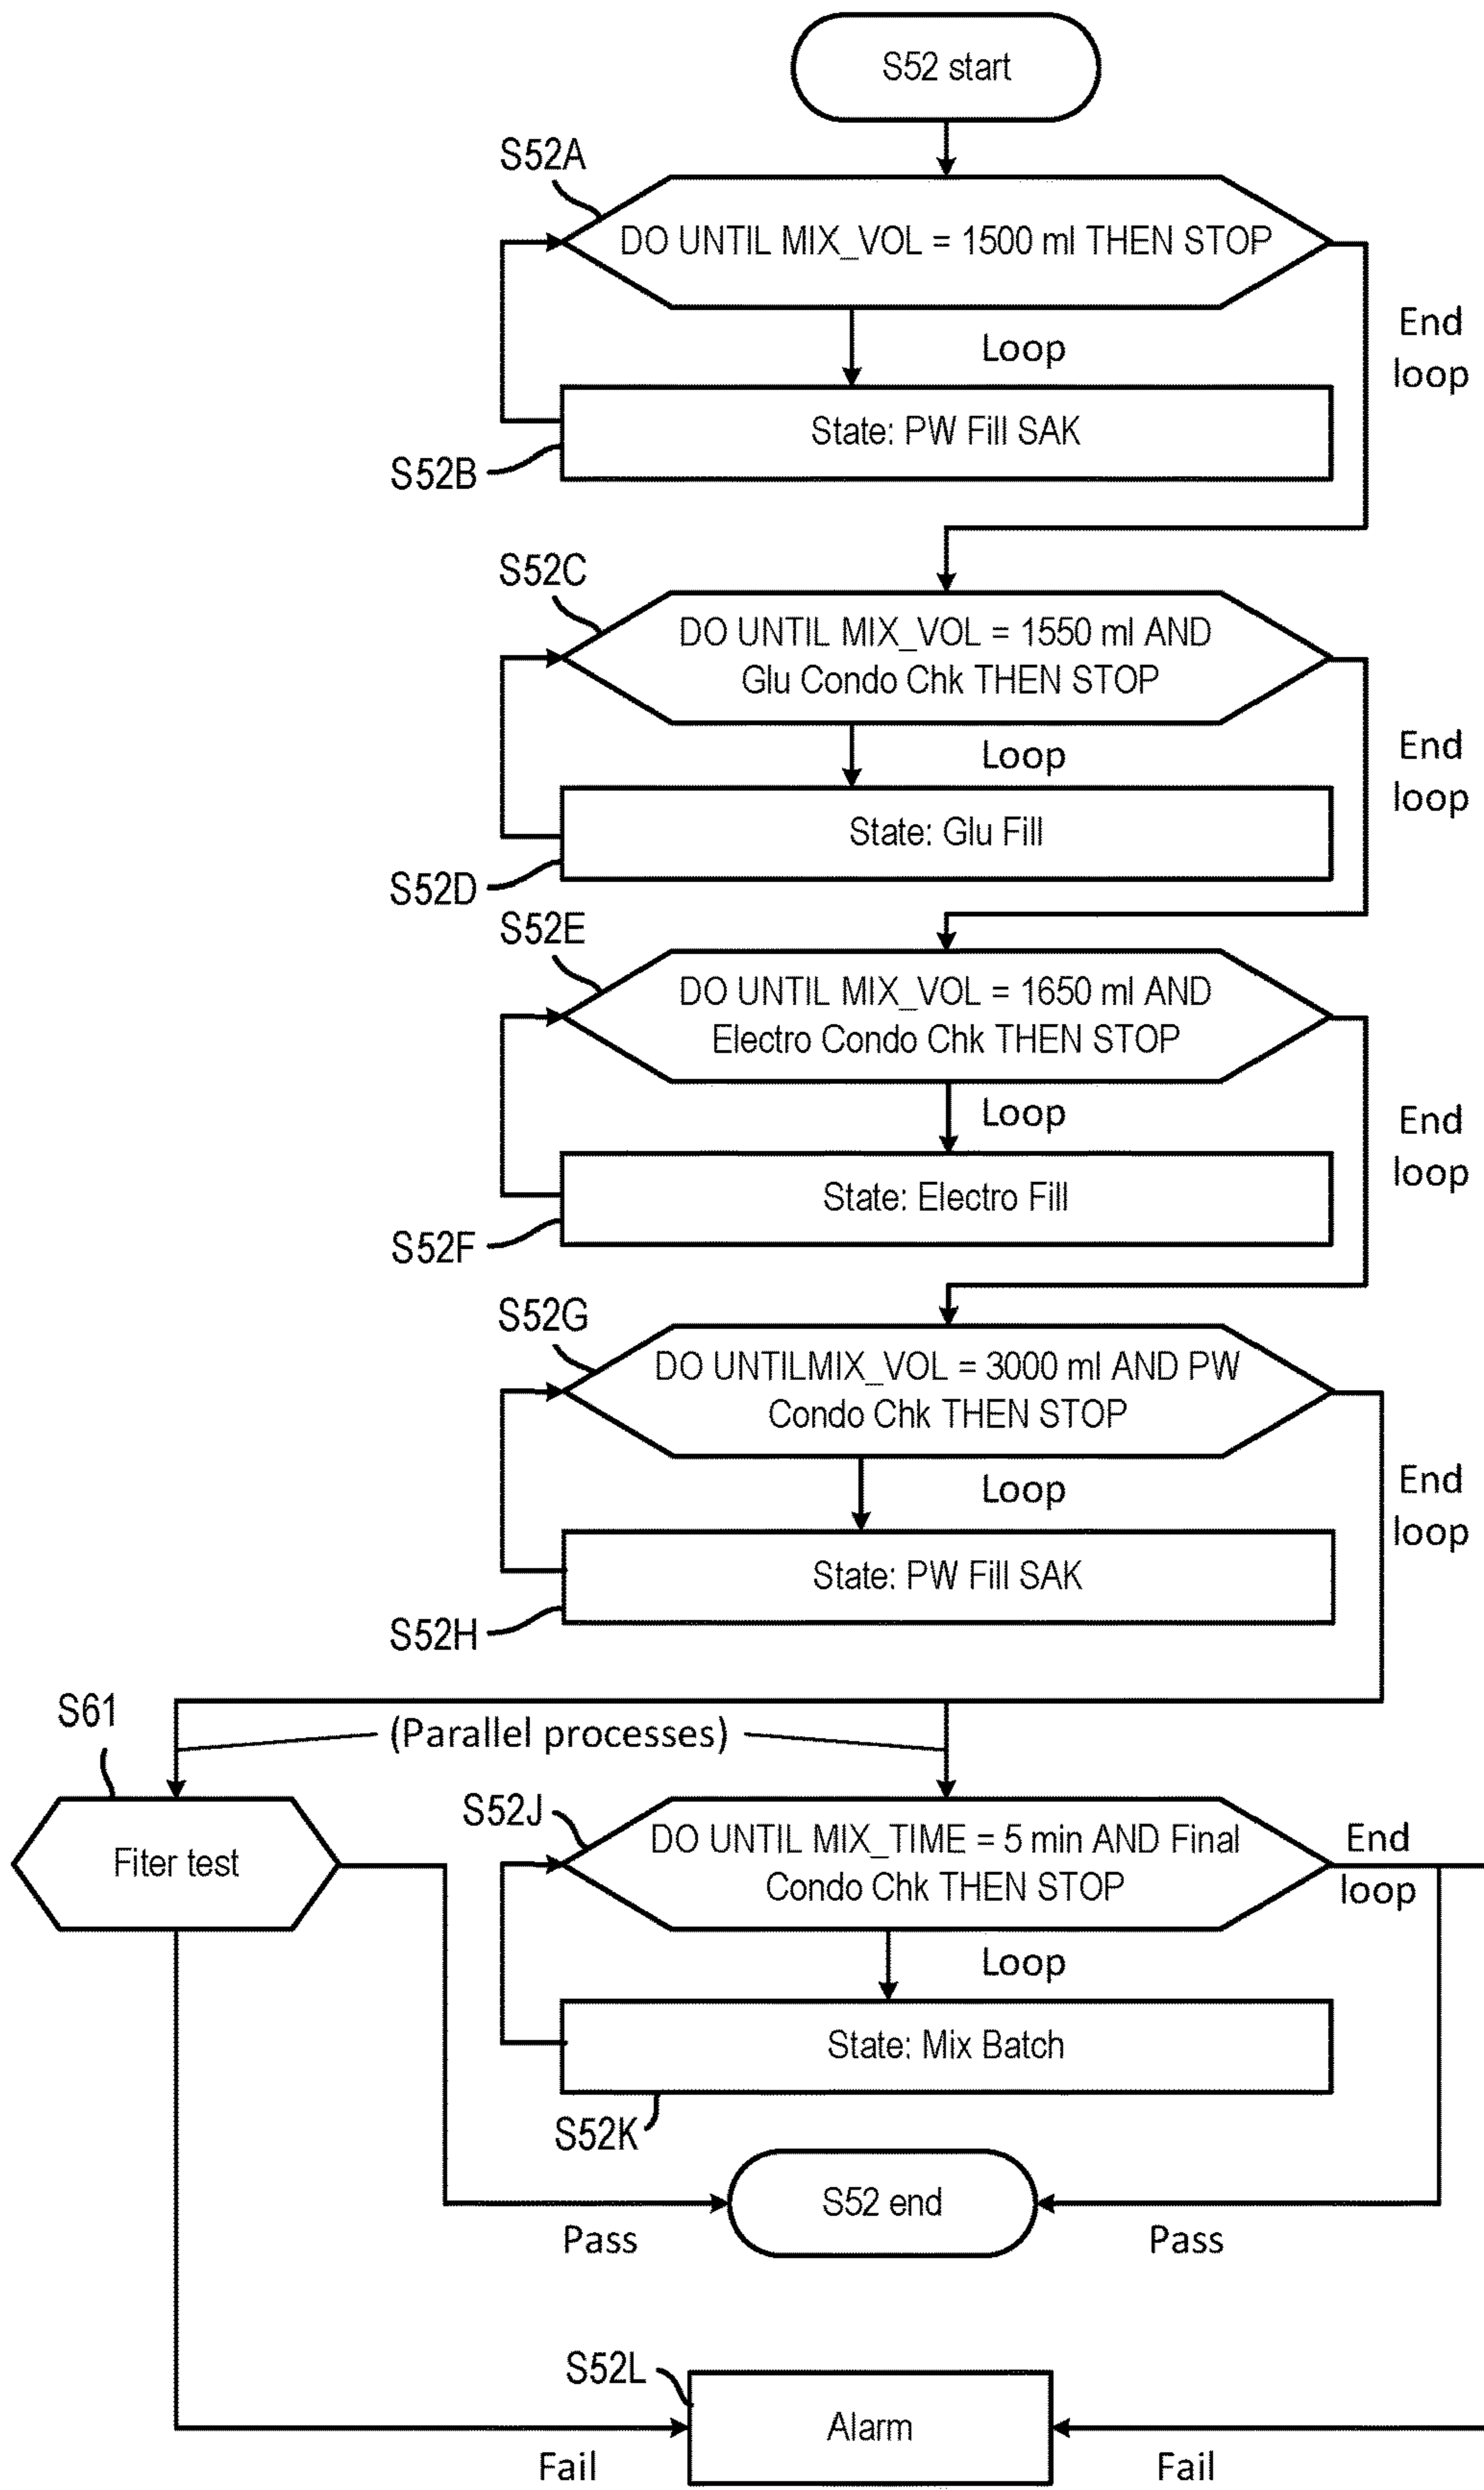 S52 start
S52A
DO UNTIL MIX_VOL = 1500 ml THEN STOP
End
loop
Loop
State: PW Fill SAK
S52B
S52C
DO UNTIL MIX_VOL = 1550 ml AND
Glu Condo Chk THEN STOP
End
loop
Loop
State: Glu Fill
S52D
S52E
DO UNTIL MIX_VOL = 1650 ml AND
Electro Condo Chk THEN STOP
End
loop
Loop
State: Electro Fill
S52F
S52G
DO UNTILMIX_VOL = 3000 ml AND PW
Condo Chk THEN STOP
End
loop
Loop
State: PW Fill SAK
S52H
S61
(Parallel processes)
Fiter test
S52J
DO UNTIL MIX_TIME = 5 min AND Final
Condo Chk THEN STOP
End
loop
Loop
State: Mix Batch
S52K
S52 end
Pass
Pass
S52L
Alarm
Fail
Fail